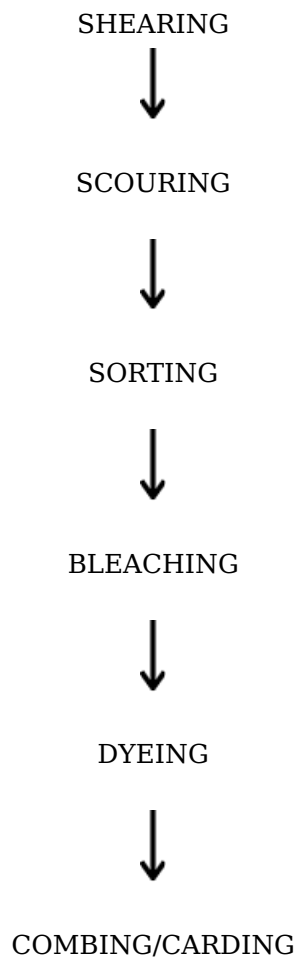 SHEARING
SCOURING
SORTING
BLEACHING
DYEING
COMBING/CARDING